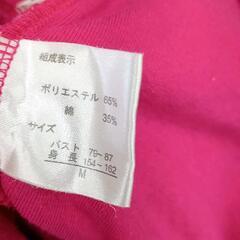 組成表示
ポリエステル 65%
綿 35%
サイズ
バスト 79-87
身長 154-162
M